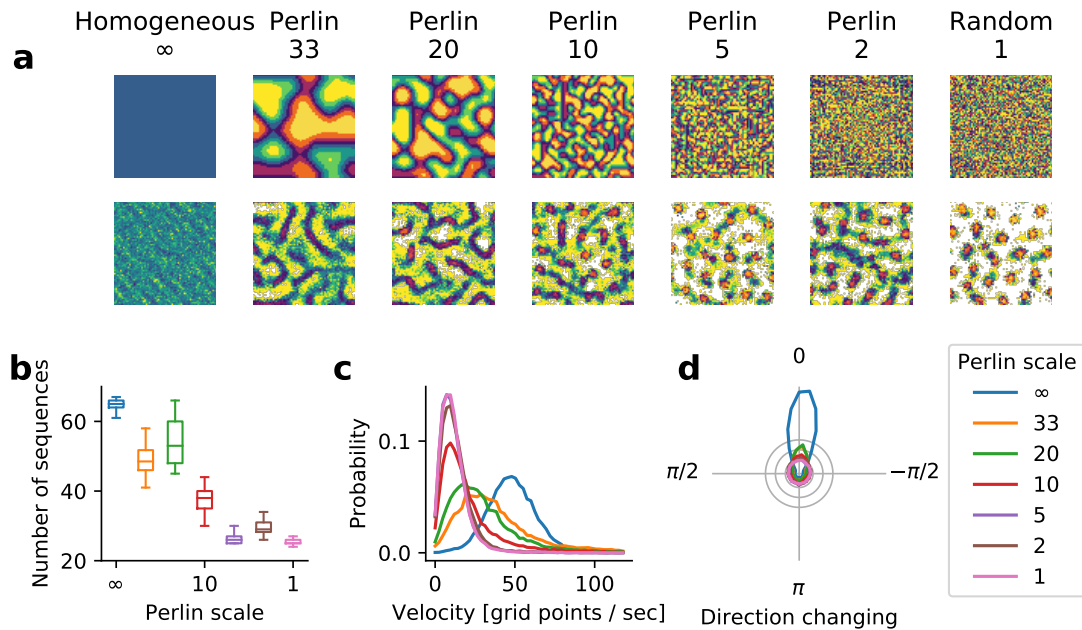 Homogeneous Perlin Perlin Perlin Perlin Perlin Random
∞ 33 20 10 5 2 1
a
b
Number of sequences
60
40
20
∞ 10 1
Perlin scale
c
Probability
0.1
0.0
0 50 100
Velocity [grid points / sec]
d
0
π/2
−π/2
π
Direction changing
Perlin scale
∞
33
20
10
5
2
1